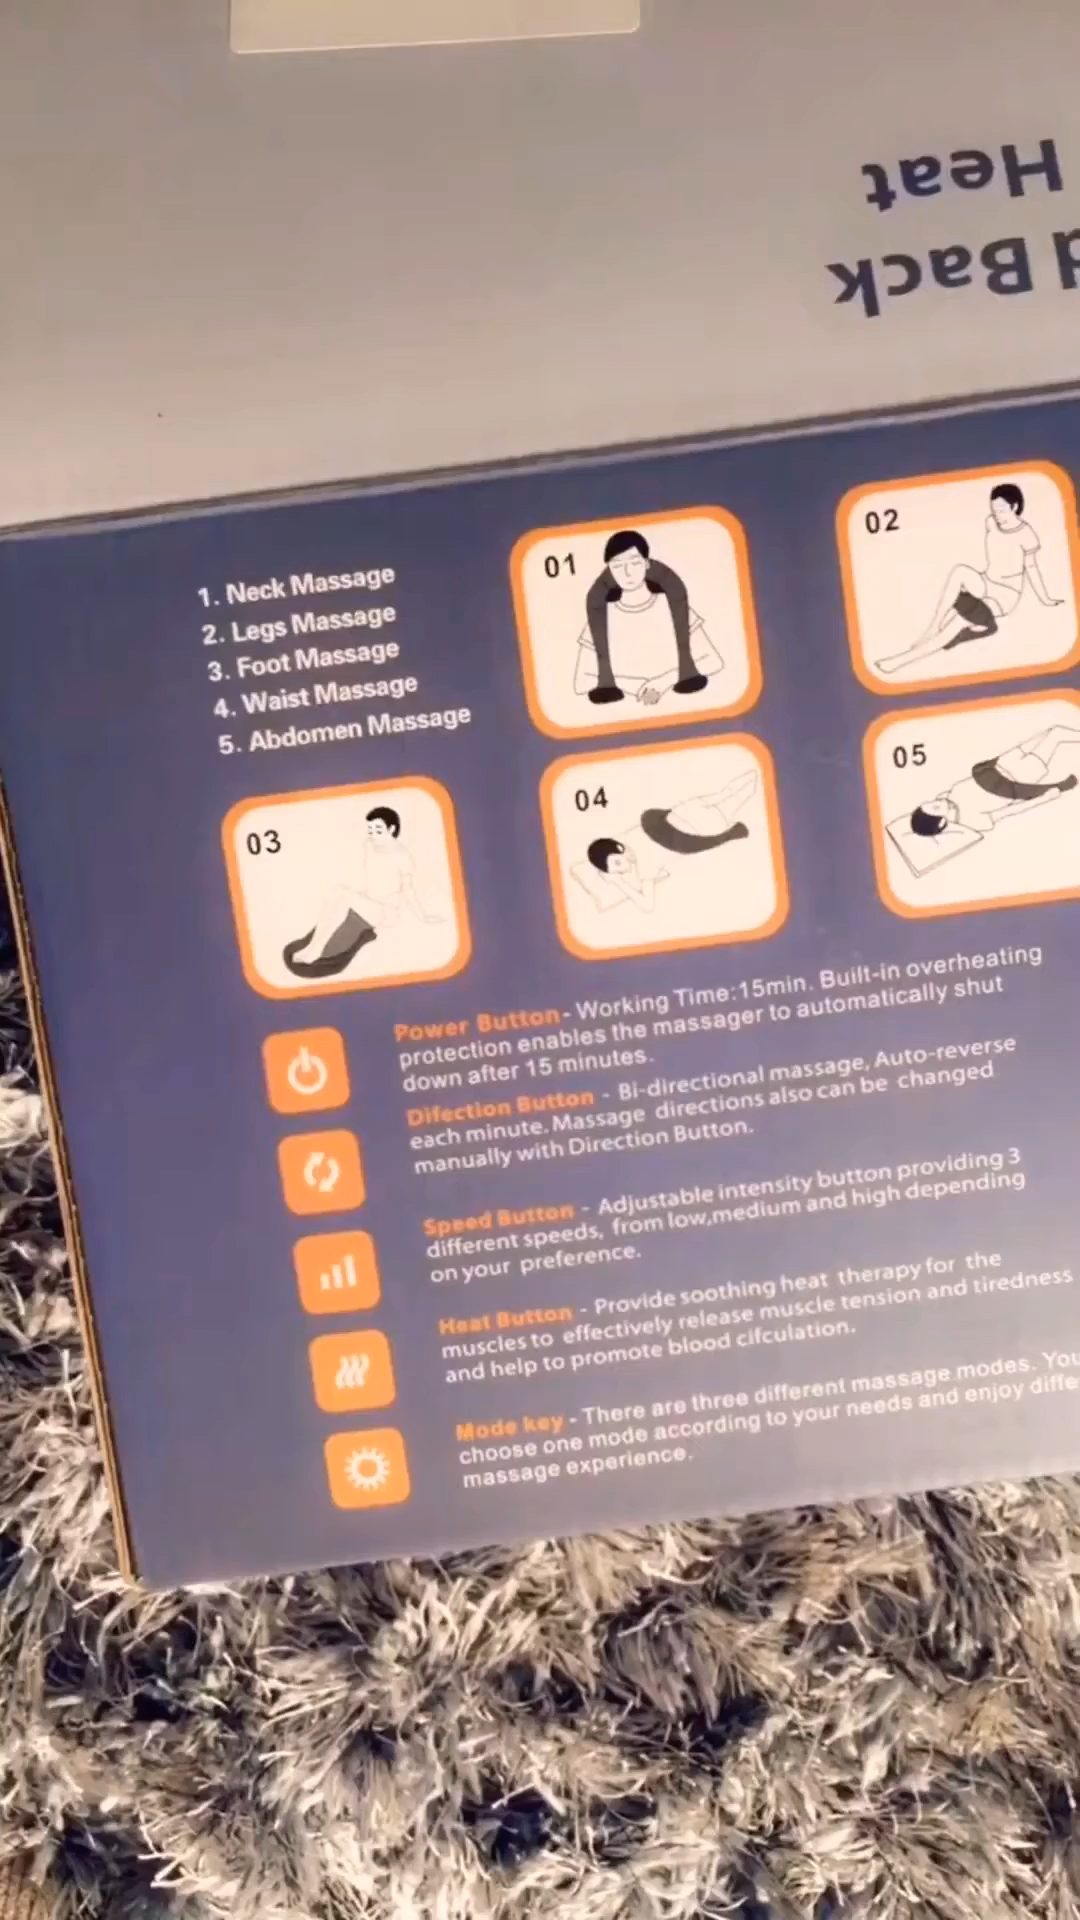 Heat
Back
1. Neck Massage
2. Legs Massage
3. Foot Massage
4. Waist Massage
5. Abdomen Massage
01
02
03
04
05
Power Button- Working Time:15min. Built-in overheating
protection enables the massager to automatically shut
down after 15 minutes.
Difection Button - Bi-directional massage, Auto-reverse
each minute. Massage directions also can be changed
manually with Direction Button.
Speed Button - Adjustable intensity button providing 3
different speeds, from low,medium and high depending
on your preference.
Heat Button - Provide soothing heat therapy for the
muscles to effectively release muscle tension and tiredness
and help to promote blood cifculation.
Mode key - There are three different massage modes. You
choose one mode according to your needs and enjoy diffe
massage experience.